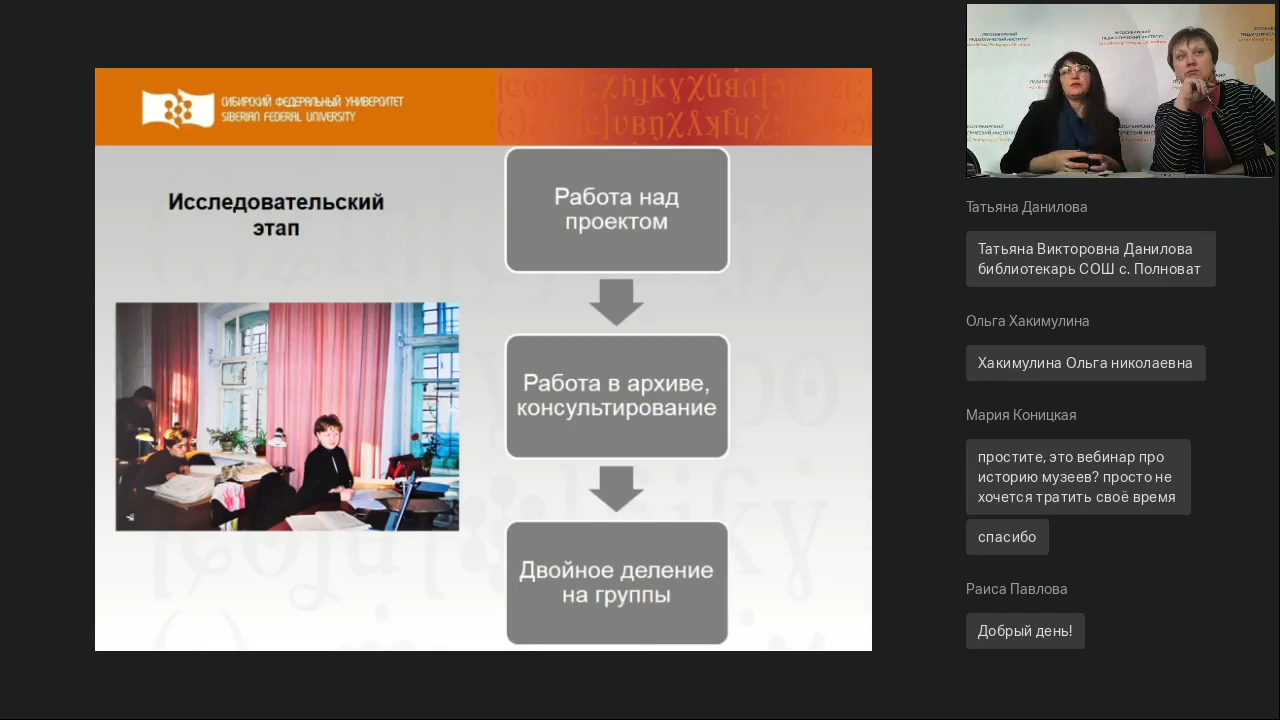 СИБИРСКИЙ ФЕДЕРАЛЬНЫЙ УНИВЕРСИТЕТ
SIBERIAN FEDERAL UNIVERSITY
Исследовательский
этап
Работа над
проектом
Работа в архиве,
консультирование
Двойное деление
на группы
Татьяна Данилова
Татьяна Викторовна Данилова
библиотекарь СОШ с. Полноват
Ольга Хакимулина
Хакимулина Ольга николаевна
Мария Коницкая
простите, это вебинар про
историю музеев? просто не
хочется тратить своё время
спасибо
Раиса Павлова
Добрый день!